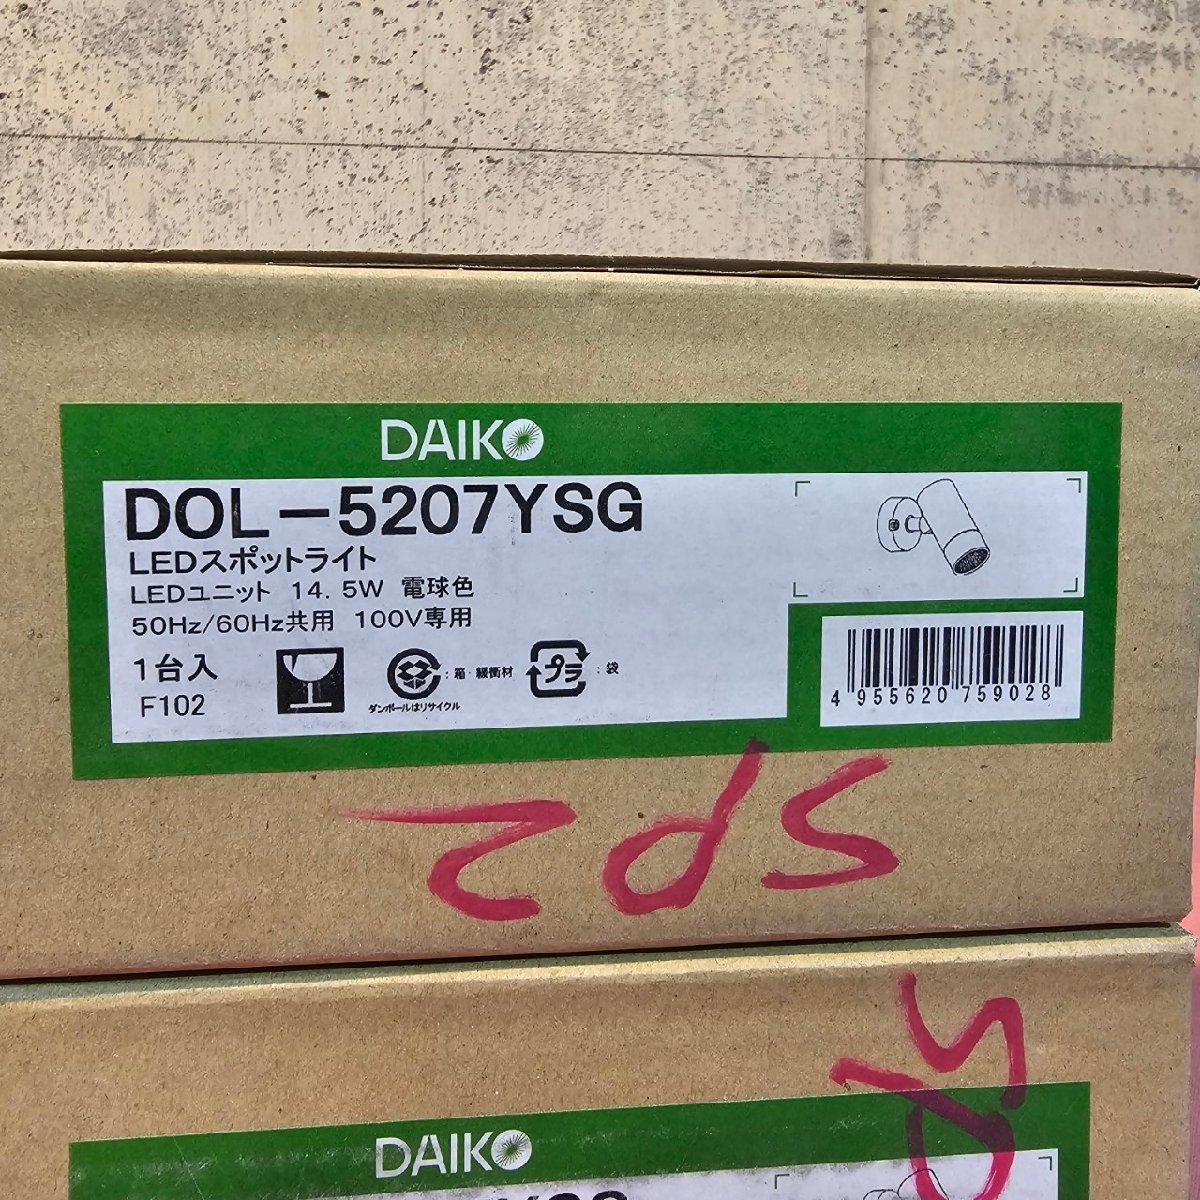 DAIKO
DOL-5207YSG
LEDスポットライト
LEDユニット 14.5W 電球色
50Hz/60Hz共用 100V専用
1台入
F102
ダンボールはリサイクル
:箱・緩衝材
プラ
:袋
4 955620 759028
DAIKO